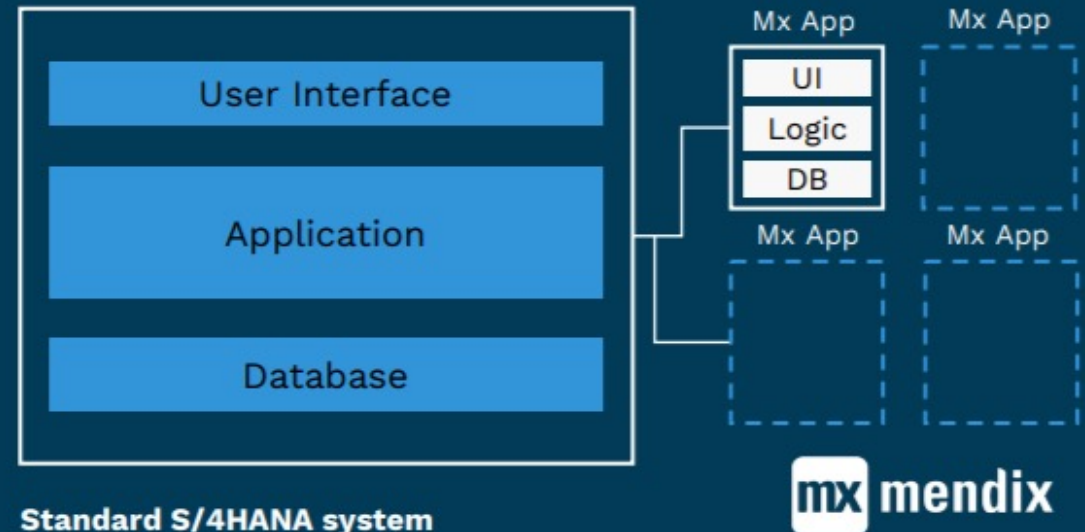 User Interface
Application
Database
Standard S/4HANA system
Mx App
Mx App
UI
Logic
DB
Mx App
Mx App
mx mendix